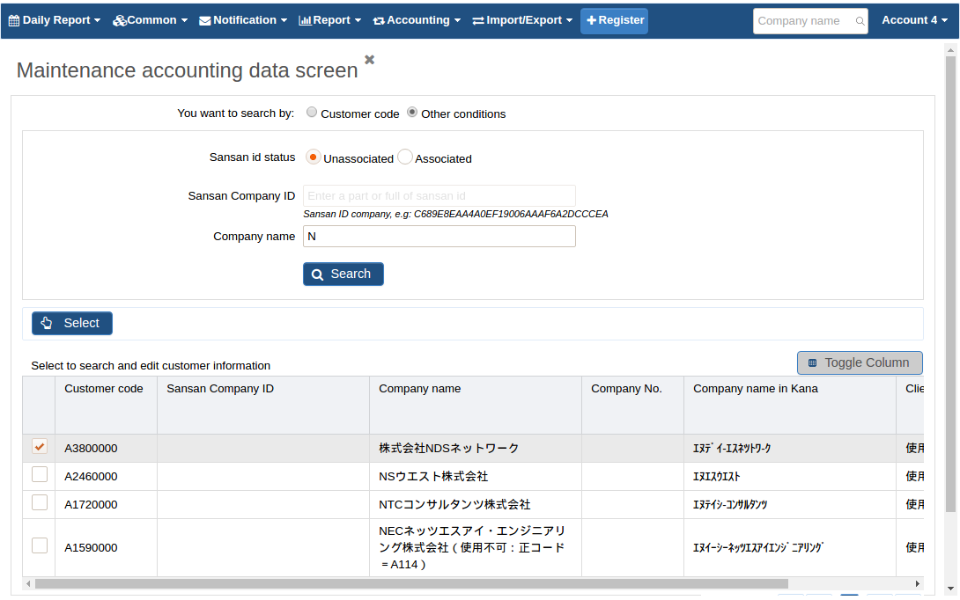 Daily Report Common Notification Report Accounting Import/Export Register Company name Account 4
Maintenance accounting data screen
You want to search by: Customer code Other conditions
Sansan id status Unassociated Associated
Sansan Company ID Enter a part or full of sansan id
Sansan ID company, e.g: C689E8EAA4A0EF19006AAAF6A2DCCCEA
Company name N
Search
Select
Select to search and edit customer information Toggle Column
Customer code Sansan Company ID Company name Company No. Company name in Kana Clie
A3800000 株式会社NDSネットワーク ｴﾇﾃﾞｨ-ｴｽﾈﾂﾄﾜ-ｸ 使用
A2460000 NSウエスト株式会社 ｴﾇｴｽｳｴｽﾄ 使用
A1720000 NTCコンサルタンツ株式会社 ｴﾇﾃｲｼ-ｺﾝｻﾙﾀﾝﾂ 使用
NECネッツエスアイ・エンジニアリ
A1590000 ング株式会社（使用不可：正コード ｴﾇｲｰｼｰﾈｯﾂｴｽｱｲｴﾝｼﾞﾆｱﾘﾝｸﾞ 使用
＝A114）